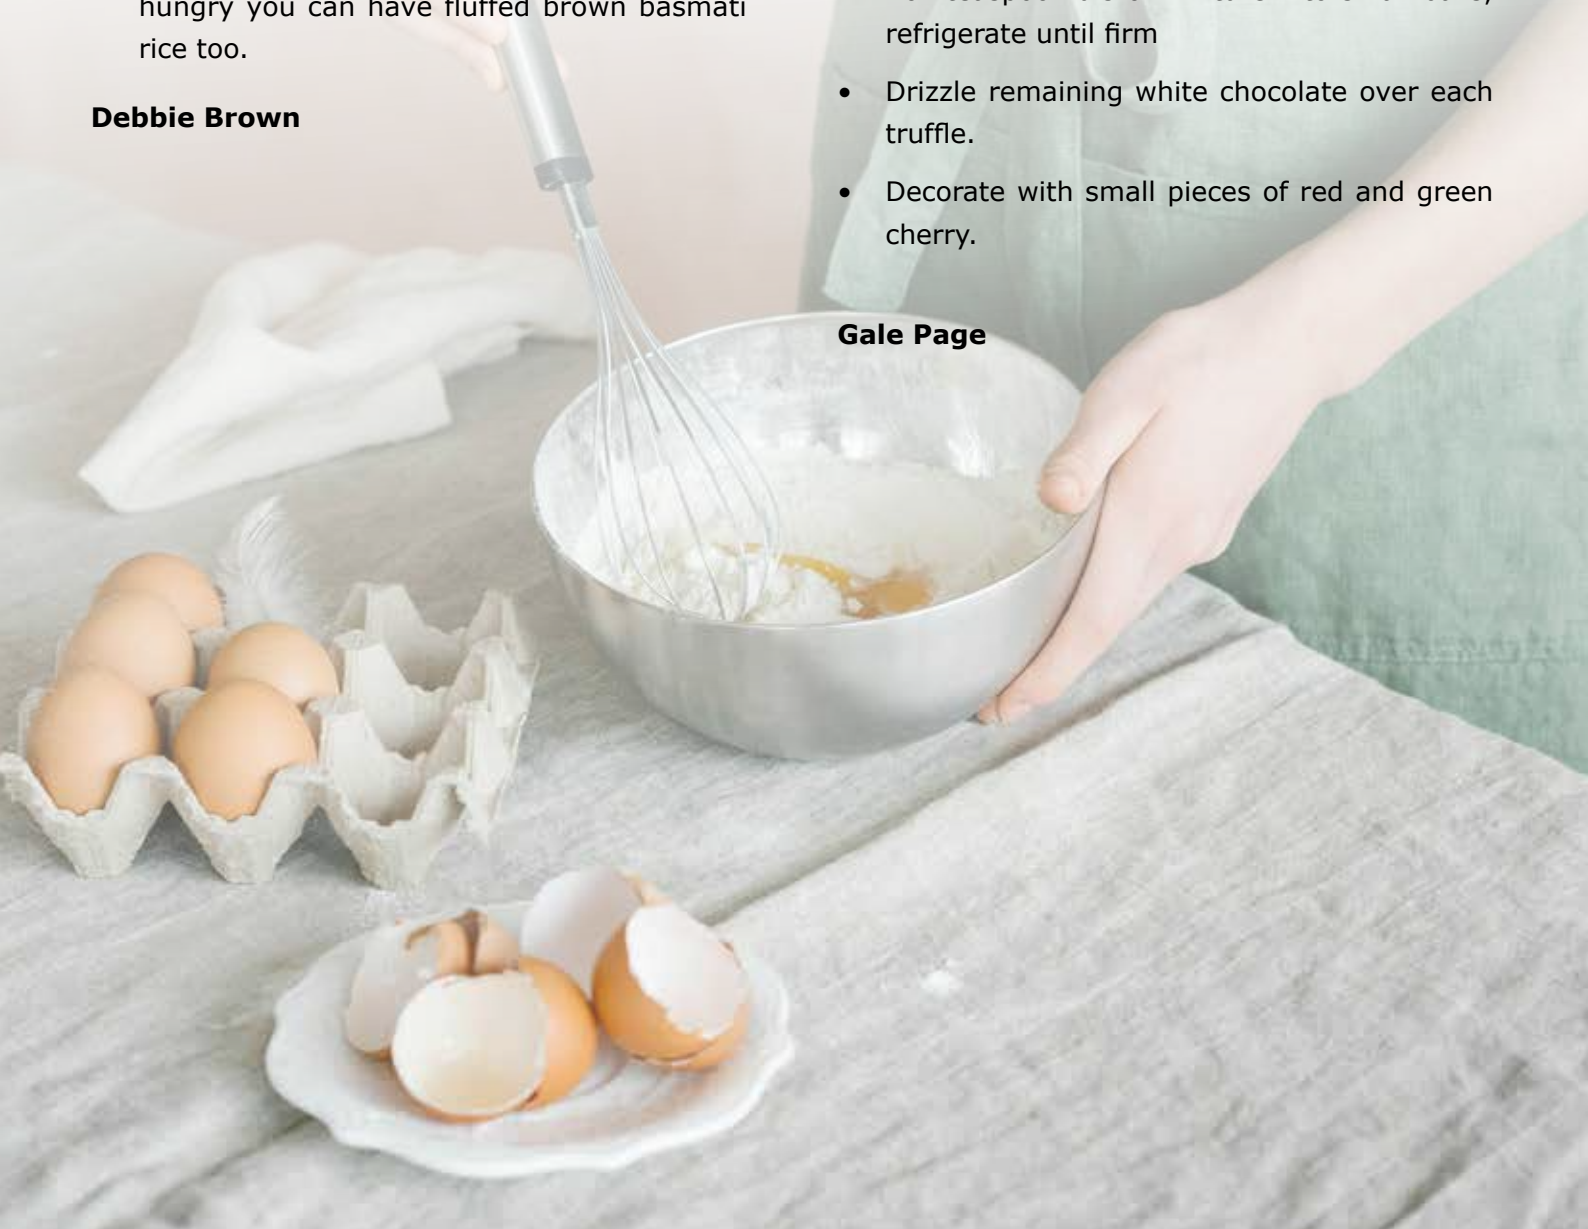 hungry you can have fluffed brown basmati
rice too.
Debbie Brown
refrigerate until firm
• Drizzle remaining white chocolate over each
truffle.
• Decorate with small pieces of red and green
cherry.
Gale Page